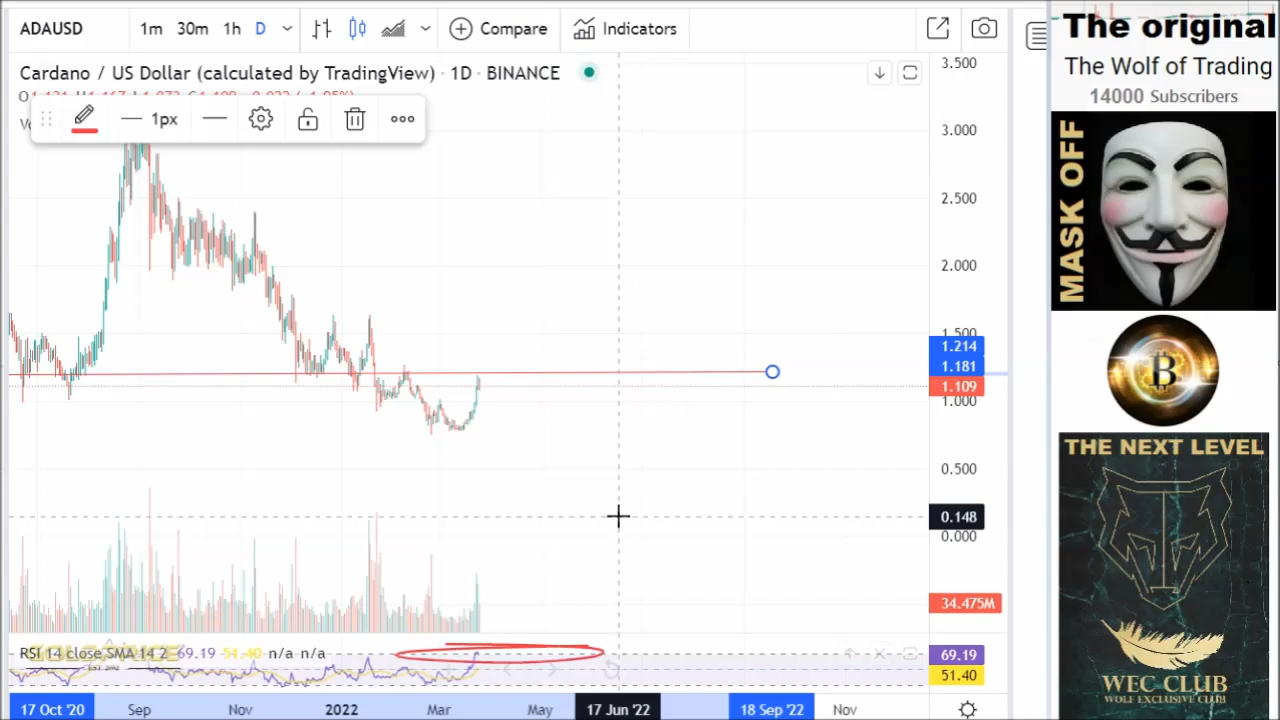 ADAUSD 1m 30m 1h D Compare Indicators
Cardano / US Dollar (calculated by TradingView) · 1D · BINANCE
1px
3.500
3.000
2.500
2.000
1.500
1.214
1.181
1.109
1.000
0.500
0.148
0.000
34.475M
RSI 14 close SMA 14 2 69.19 51.40 n/a n/a
69.19
51.40
17 Oct '20 Sep Nov 2022 Mar May 17 Jun '22 18 Sep '22 Nov
The original
The Wolf of Trading
14000 Subscribers
MASK OFF
B
THE NEXT LEVEL
WEC CLUB
WOLF EXCLUSIVE CLUB